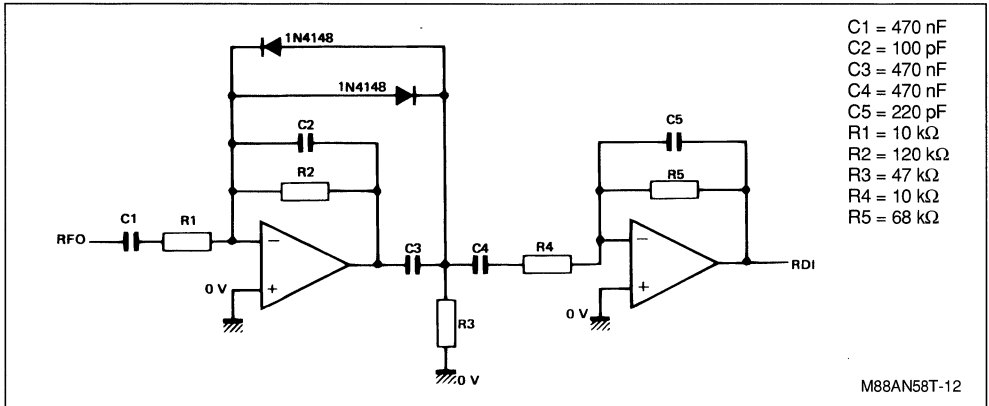 1N4148
1N4148
C2
R2
C1
R1
RFO
−
+
0 V
C3
C4
R3
0 V
R4
C5
R5
−
+
0 V
RDI
C1 = 470 nF
C2 = 100 pF
C3 = 470 nF
C4 = 470 nF
C5 = 220 pF
R1 = 10 kΩ
R2 = 120 kΩ
R3 = 47 kΩ
R4 = 10 kΩ
R5 = 68 kΩ
M88AN58T-12